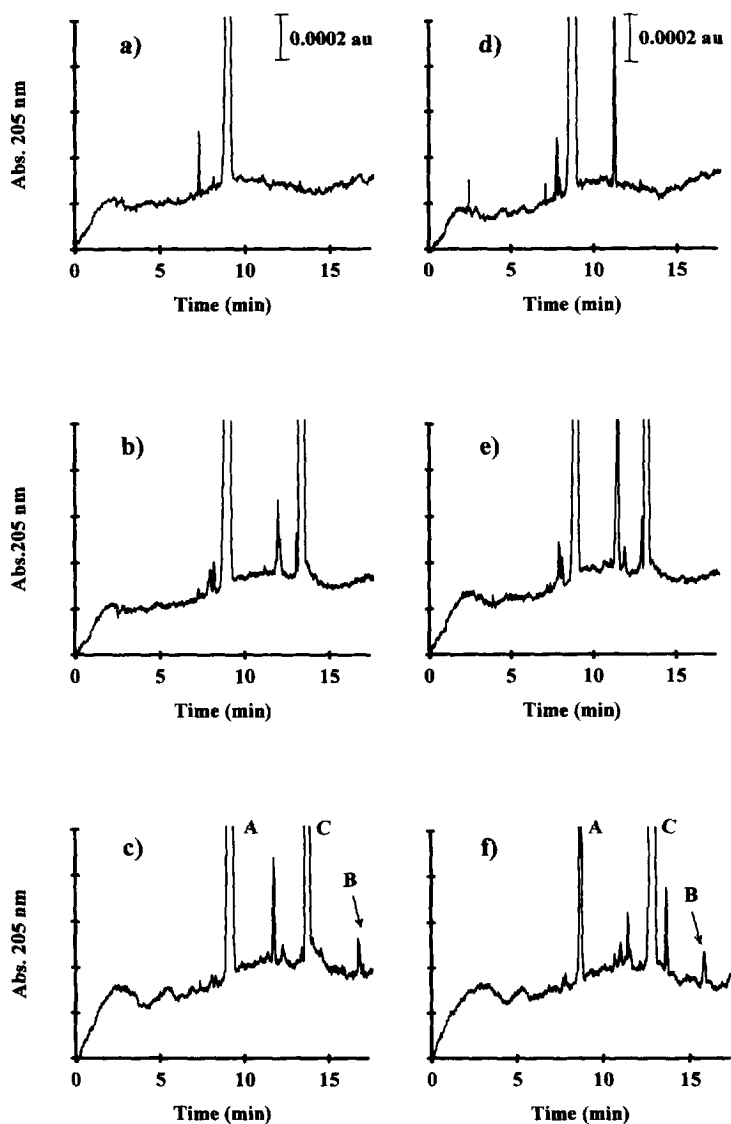 a)
0.0002 au
Abs. 205 nm
0 5 10 15
Time (min)
d)
0.0002 au
0 5 10 15
Time (min)
b)
Abs.205 nm
0 5 10 15
Time (min)
e)
0 5 10 15
Time (min)
c)
A
C
B
Abs. 205 nm
0 5 10 15
Time (min)
f)
A
C
B
0 5 10 15
Time (min)